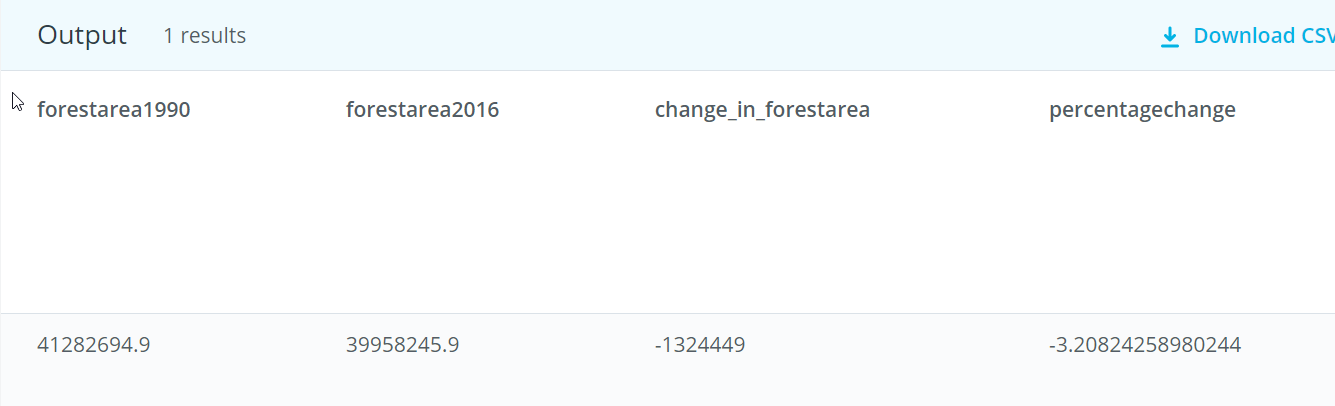 Output 1 results Download CSV
forestarea1990 forestarea2016 change_in_forestarea percentagechange
41282694.9 39958245.9 -1324449 -3.20824258980244